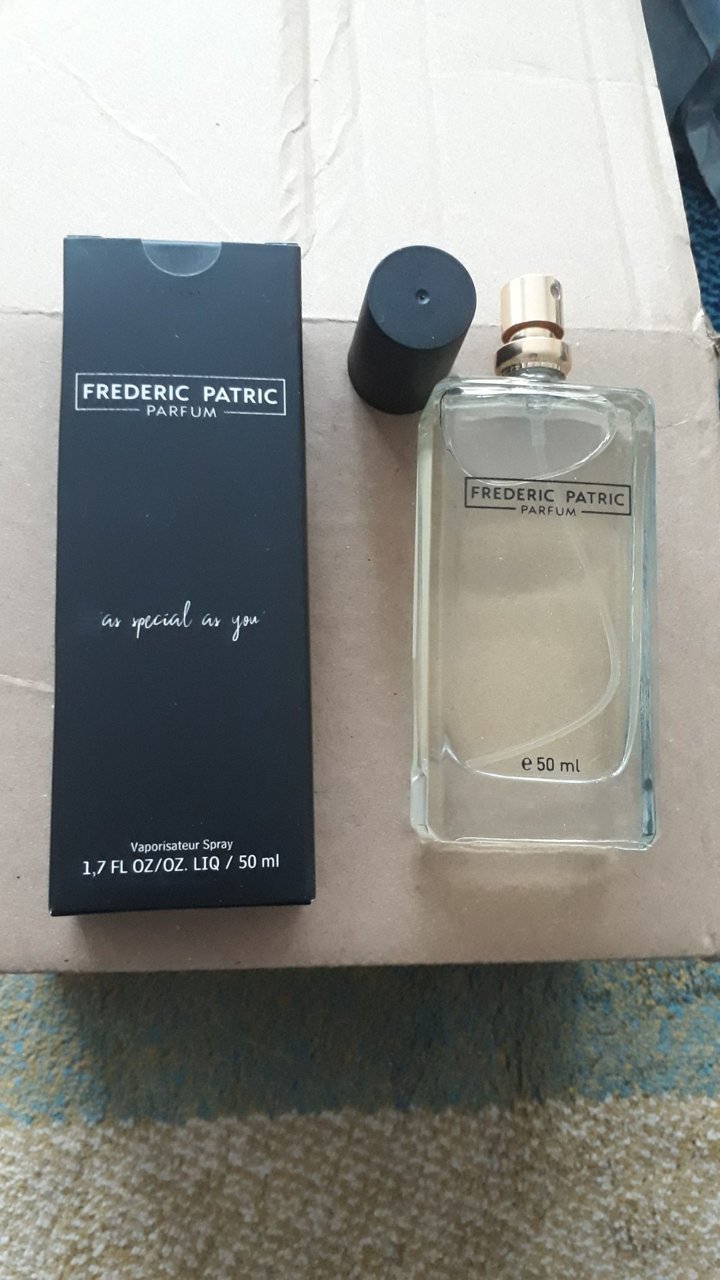 FREDERIC PATRIC
PARFUM
as special as you
Vaporisateur Spray
1,7 FL OZ/OZ. LIQ / 50 ml
FREDERIC PATRIC
PARFUM
e 50 ml